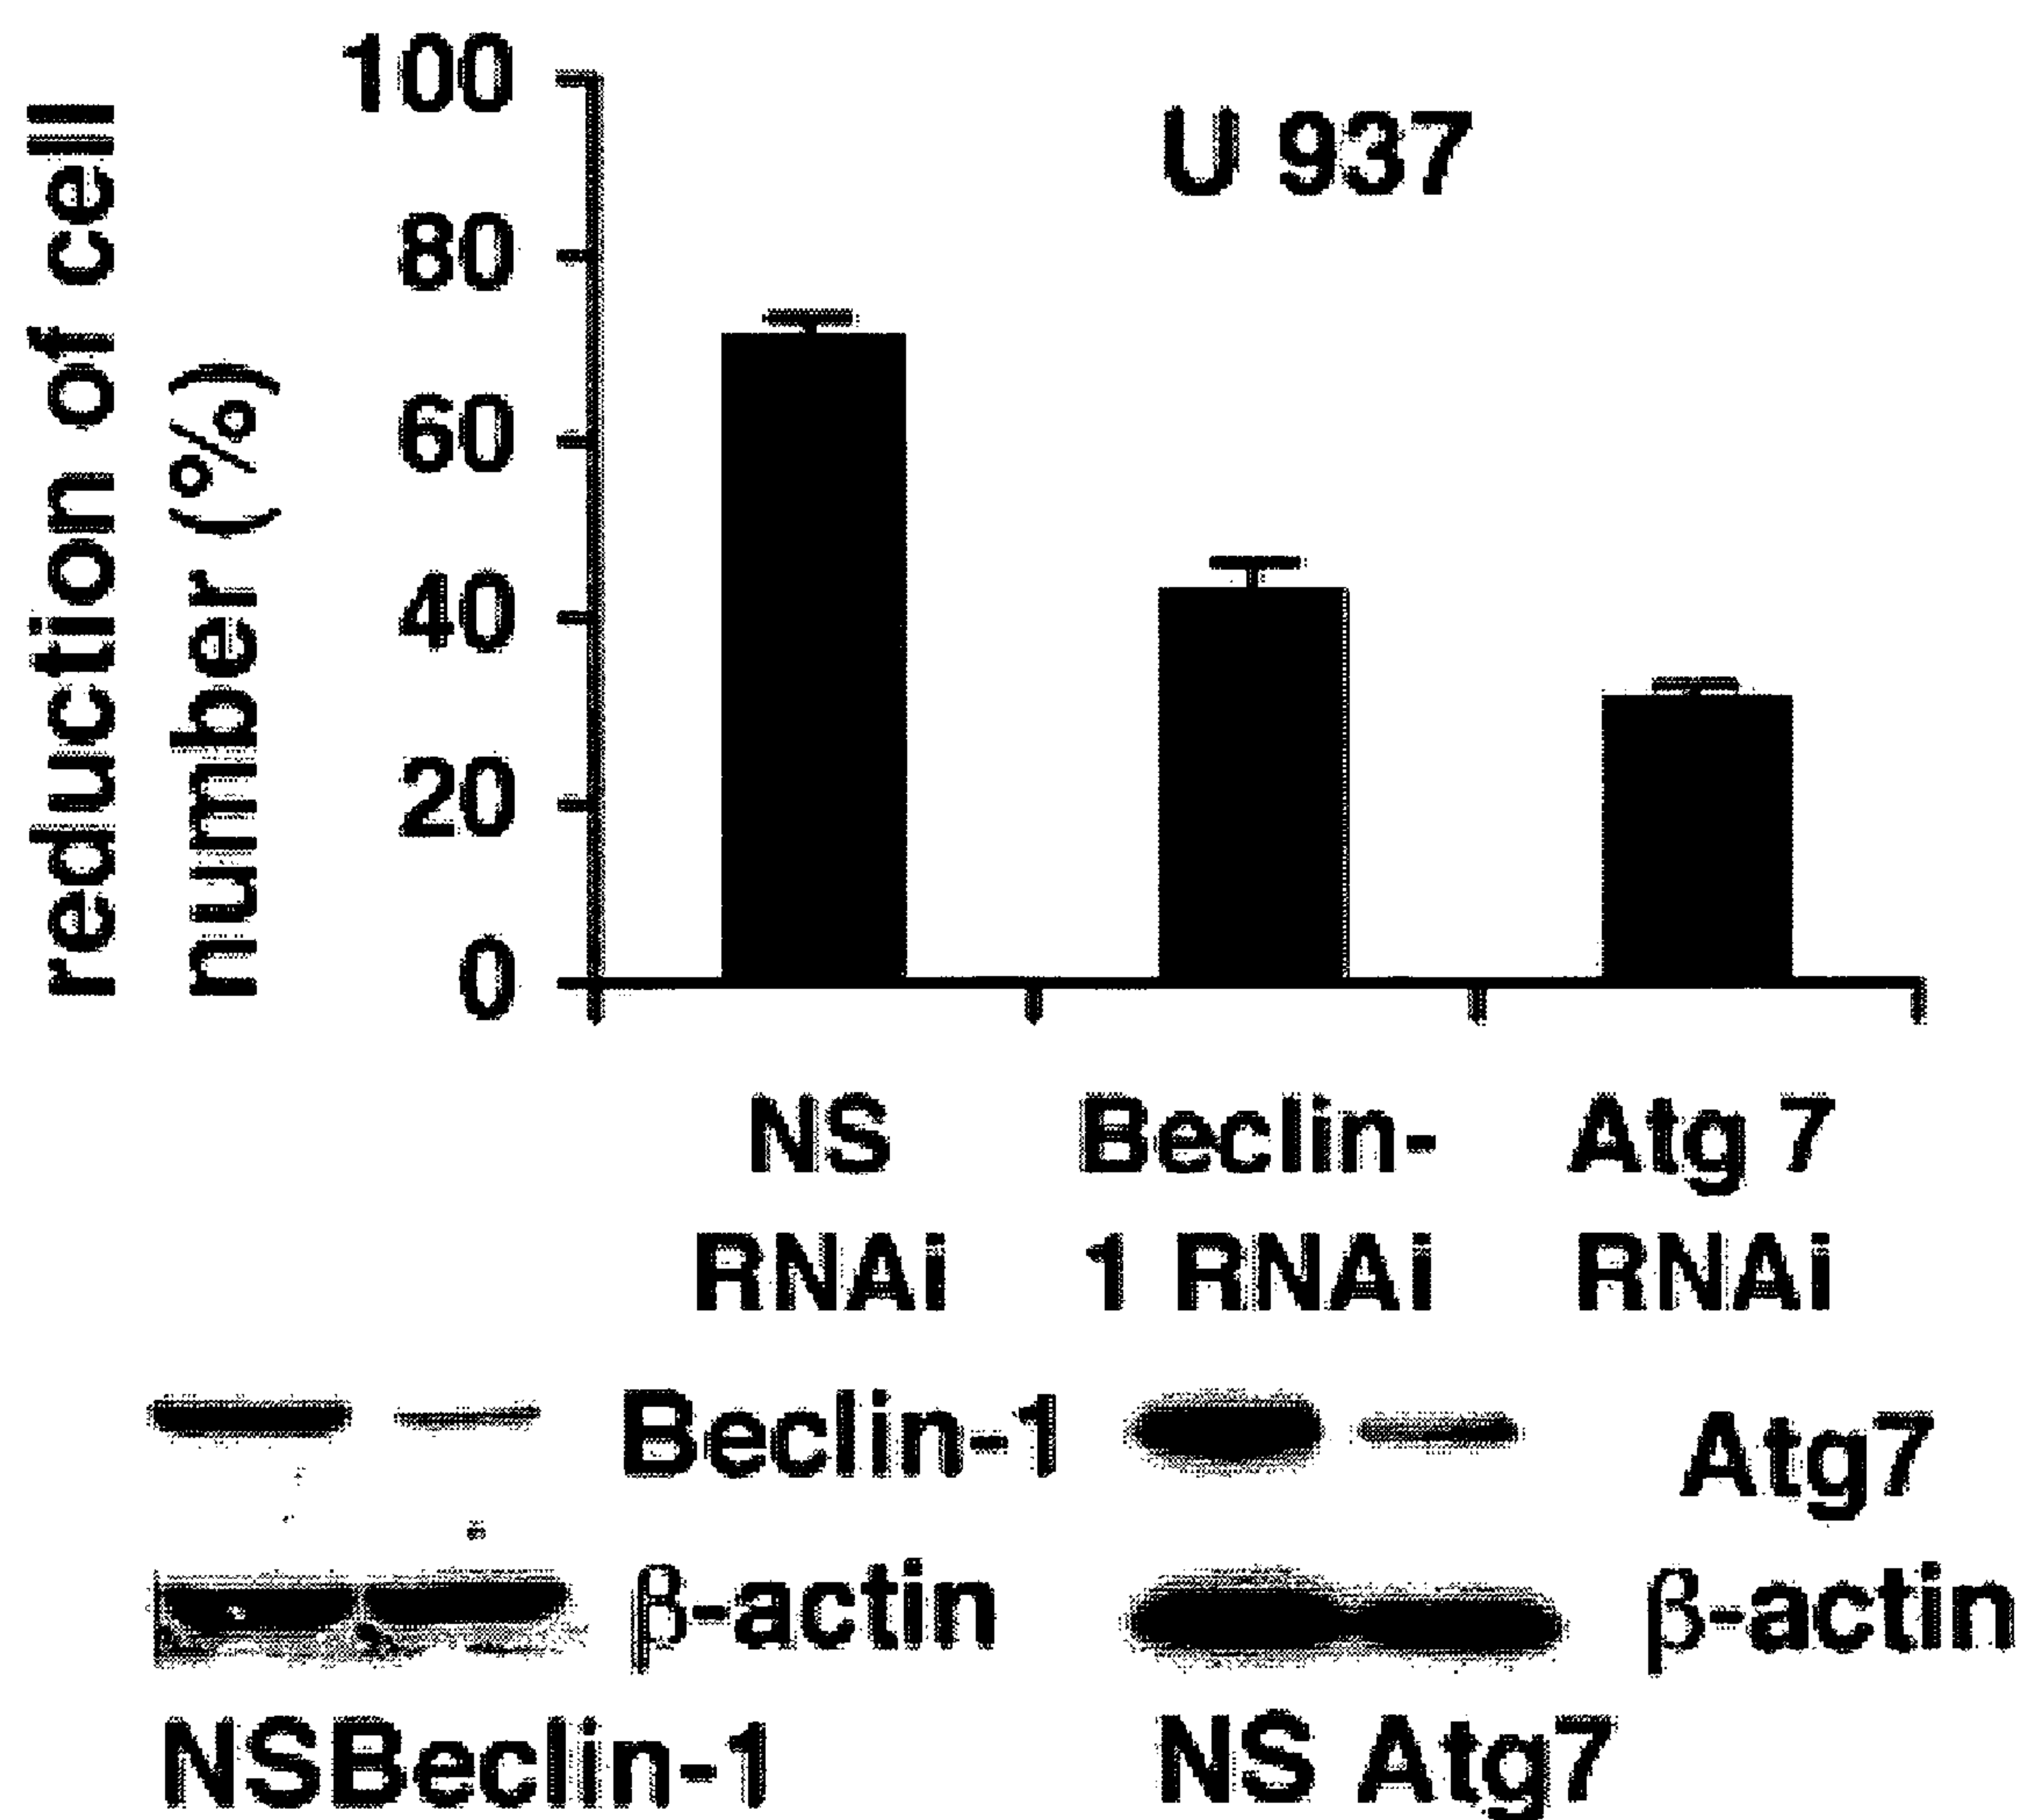 reduction of cell
number (%)
100
80
60
40
20
0
U 937
NS
RNAi
Beclin-
1 RNAi
Atg 7
RNAi
Beclin-1
β-actin
NSBeclin-1
Atg7
β-actin
NS Atg7